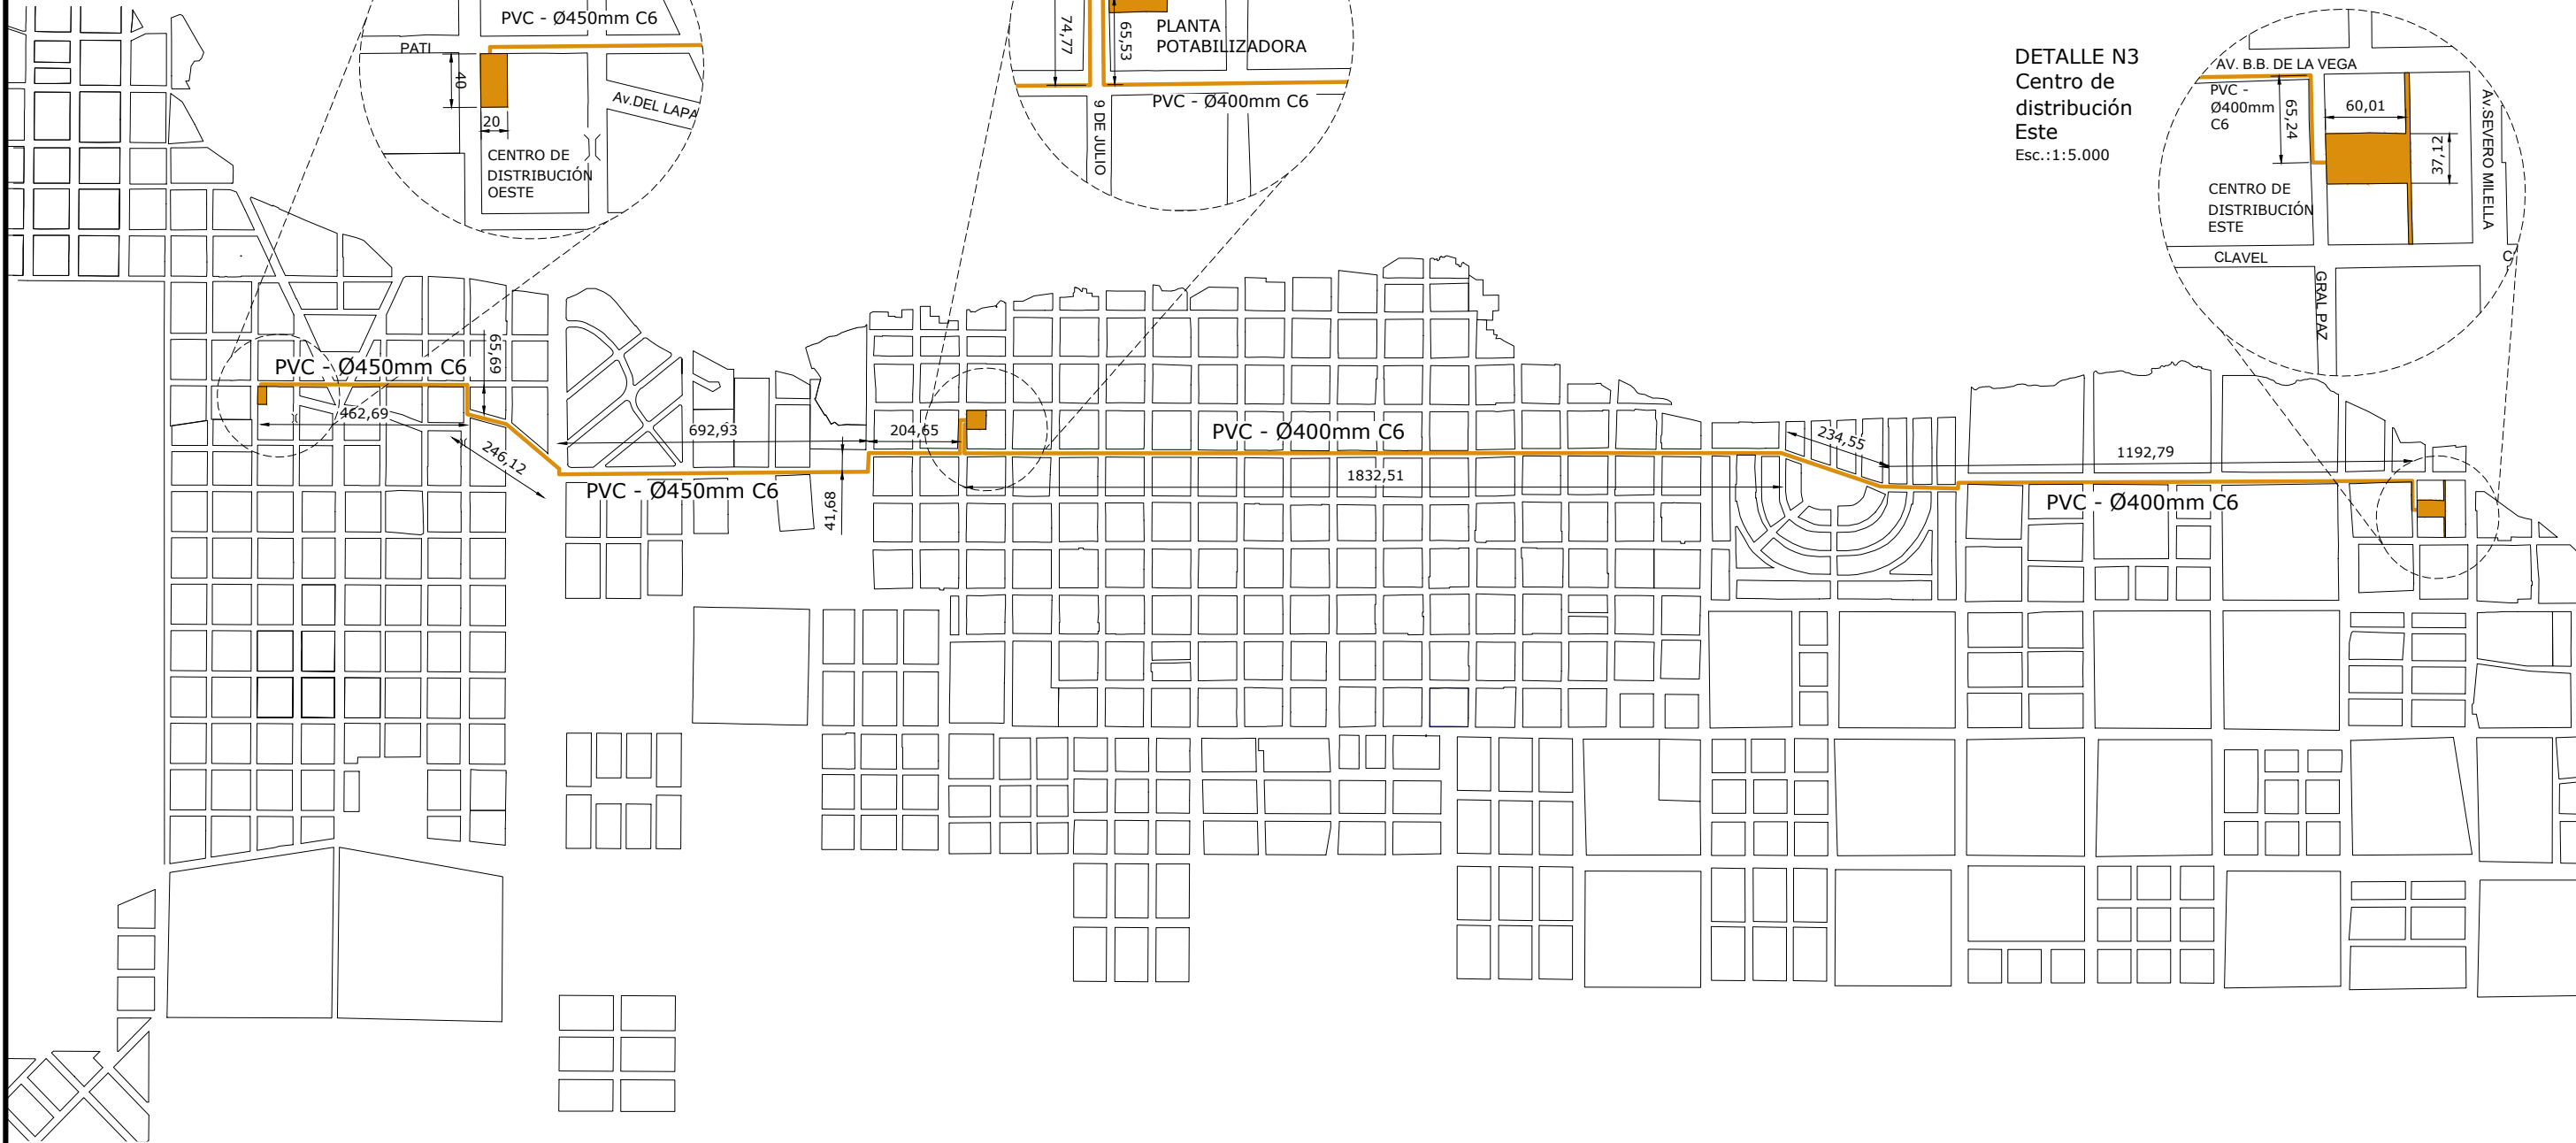 PVC - Ø450mm C6
PATI
40
20
Av.DEL LAPA
CENTRO DE
DISTRIBUCIÓN
OESTE
74,77
65,53
PLANTA
POTABILIZADORA
PVC - Ø400mm C6
9 DE JULIO
DETALLE N3
Centro de
distribución
Este
Esc.:1:5.000
AV. B.B. DE LA VEGA
PVC -
Ø400mm
C6
65,24
60,01
37,12
Av.SEVERO MILELLA
CENTRO DE
DISTRIBUCIÓN
ESTE
CLAVEL
C
GRAL PAZ
PVC - Ø450mm C6
65,69
462,69
246,12
692,93
PVC - Ø450mm C6
41,68
204,65
PVC - Ø400mm C6
1832,51
234,55
1192,79
PVC - Ø400mm C6